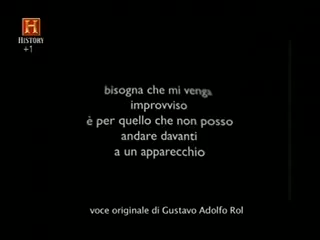 H
HISTORY
+1
bisogna che mi venga
improvviso
è per quello che non posso
andare davanti
a un apparecchio
voce originale di Gustavo Adolfo Rol